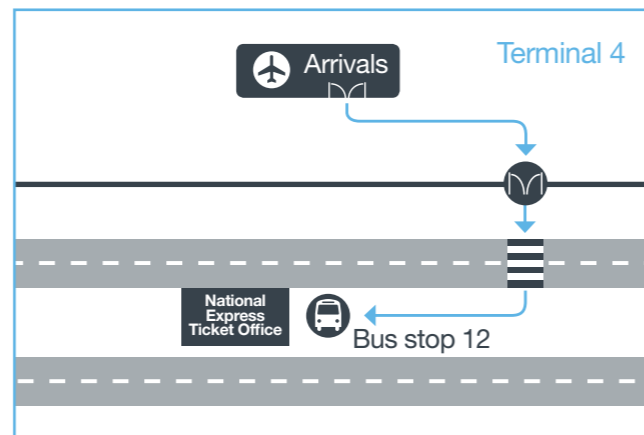 Arrivals
Terminal 4
National
Express
Ticket Office
Bus stop 12